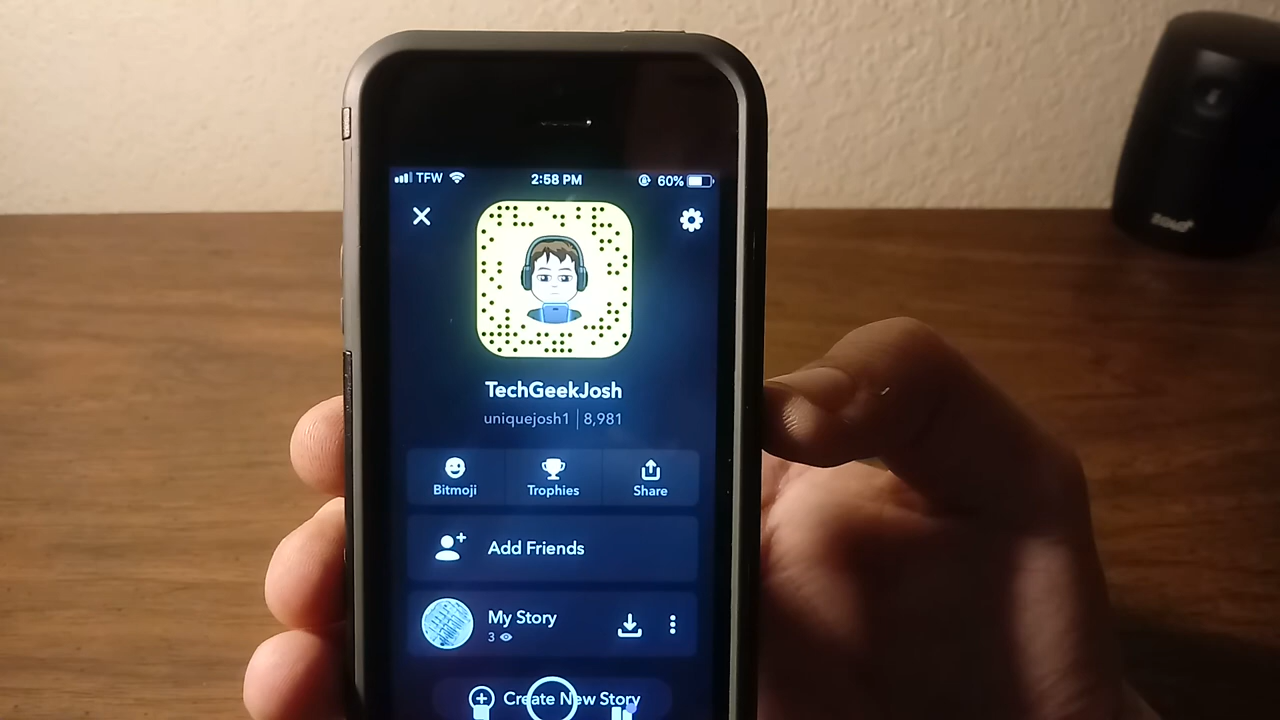 TFW 2:58 PM 60%
TechGeekJosh
uniquejosh1 | 8,981
Bitmoji Trophies Share
Add Friends
My Story
3
Create New Story